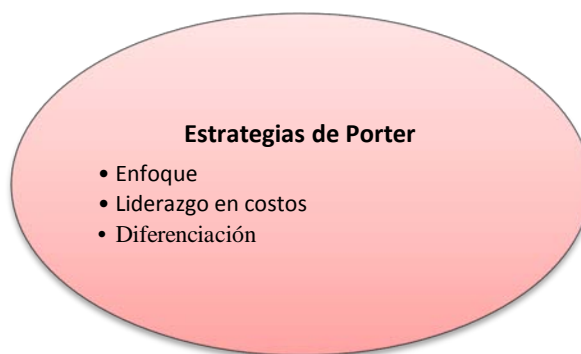 Estrategias de Porter
• Enfoque
• Liderazgo en costos
• Diferenciación